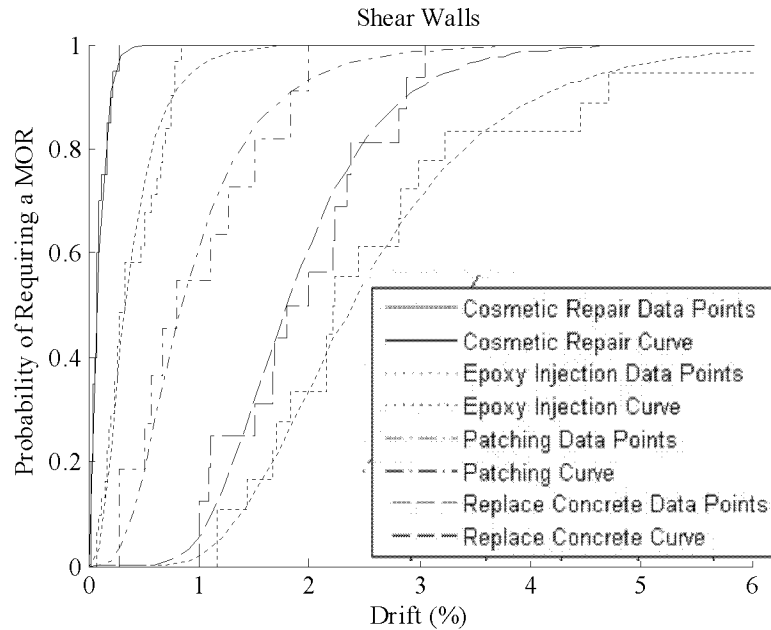 Shear Walls
Probability of Requiring a MOR
1
0.8
0.6
0.4
0.2
0
0 1 2 3 4 5 6
Drift (%)
Cosmetic Repair Data Points
Cosmetic Repair Curve
Epoxy Injection Data Points
Epoxy Injection Curve
Patching Data Points
Patching Curve
Replace Concrete Data Points
Replace Concrete Curve